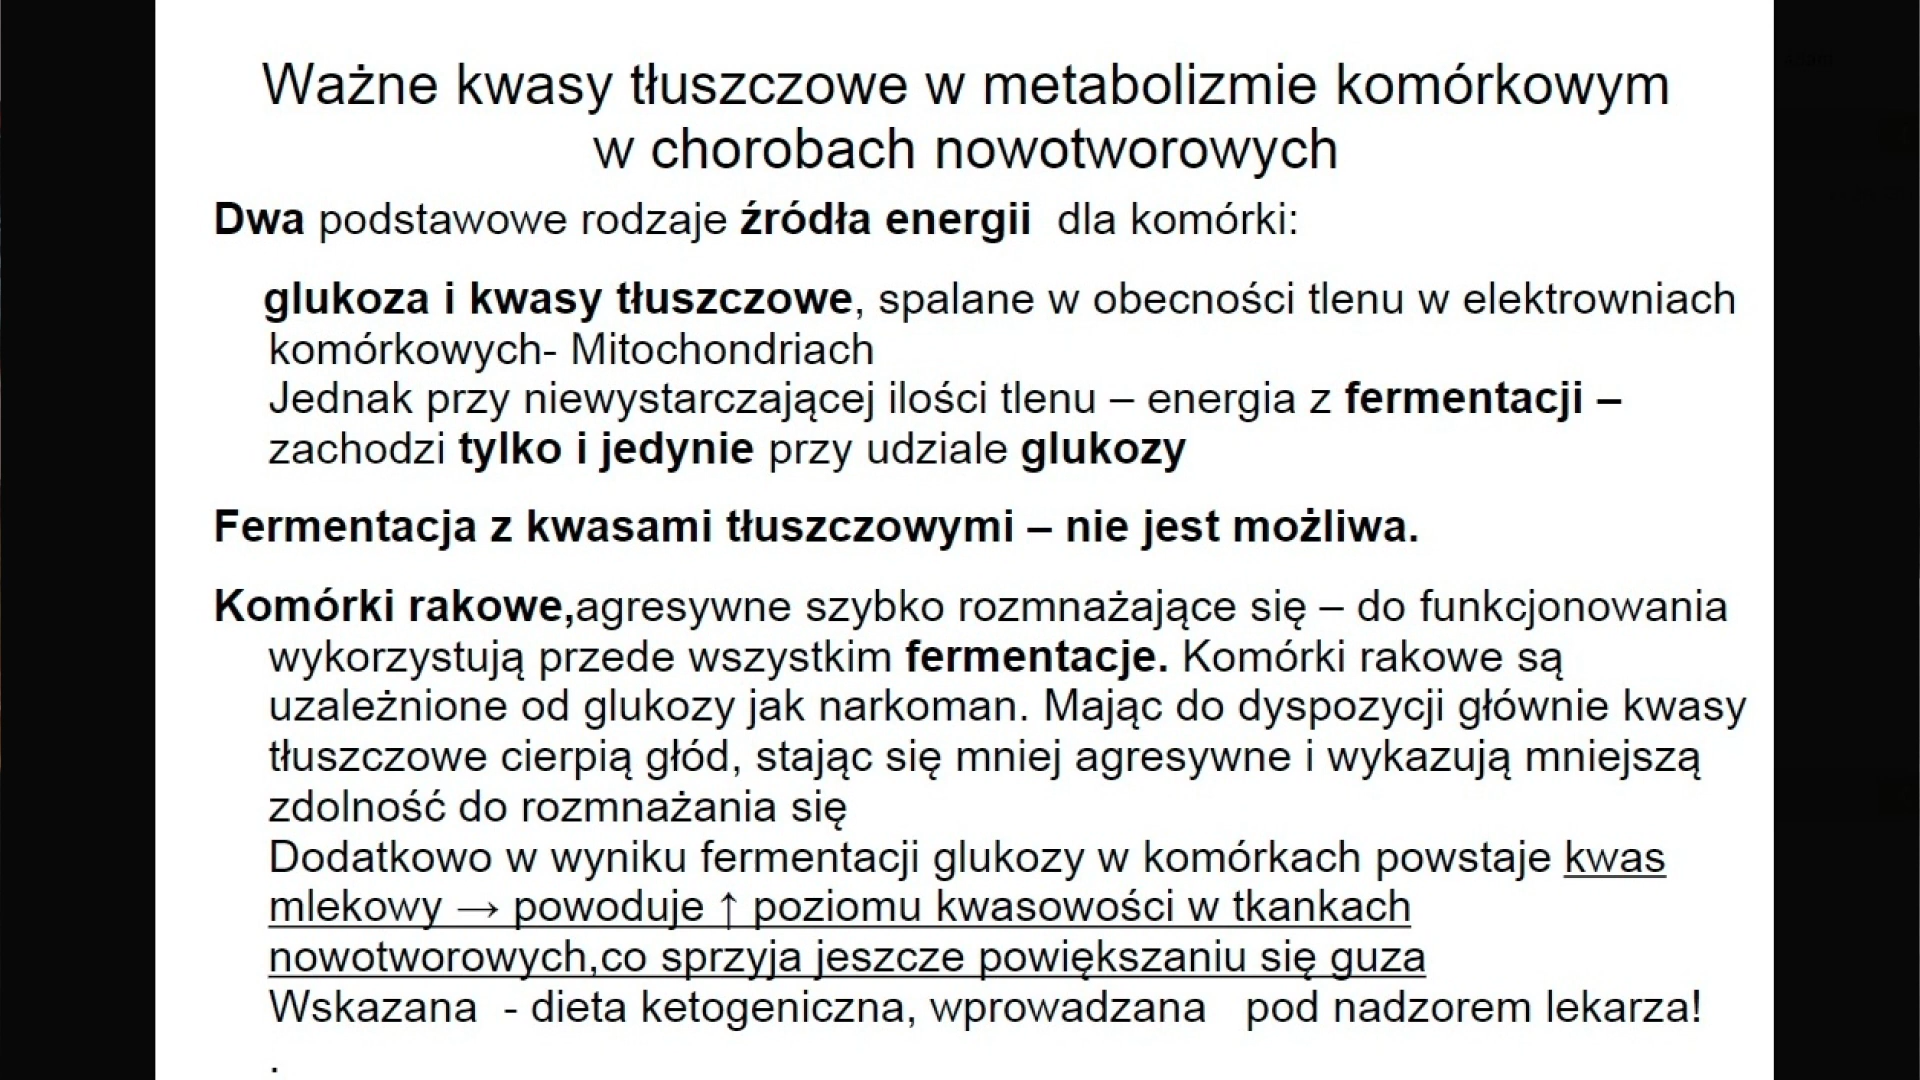 Ważne kwasy tłuszczowe w metabolizmie komórkowym
w chorobach nowotworowych
Dwa podstawowe rodzaje źródła energii  dla komórki:
glukoza i kwasy tłuszczowe, spalane w obecności tlenu w elektrowniach
komórkowych- Mitochondriach
Jednak przy niewystarczającej ilości tlenu – energia z fermentacji –
zachodzi tylko i jedynie przy udziale glukozy
Fermentacja z kwasami tłuszczowymi – nie jest możliwa.
Komórki rakowe,agresywne szybko rozmnażające się – do funkcjonowania
wykorzystują przede wszystkim fermentacje. Komórki rakowe są
uzależnione od glukozy jak narkoman. Mając do dyspozycji głównie kwasy
tłuszczowe cierpią głód, stając się mniej agresywne i wykazują mniejszą
zdolność do rozmnażania się
Dodatkowo w wyniku fermentacji glukozy w komórkach powstaje kwas
mlekowy → powoduje ↑ poziomu kwasowości w tkankach
nowotworowych,co sprzyja jeszcze powiększaniu się guza
Wskazana  - dieta ketogeniczna, wprowadzana   pod nadzorem lekarza!
.